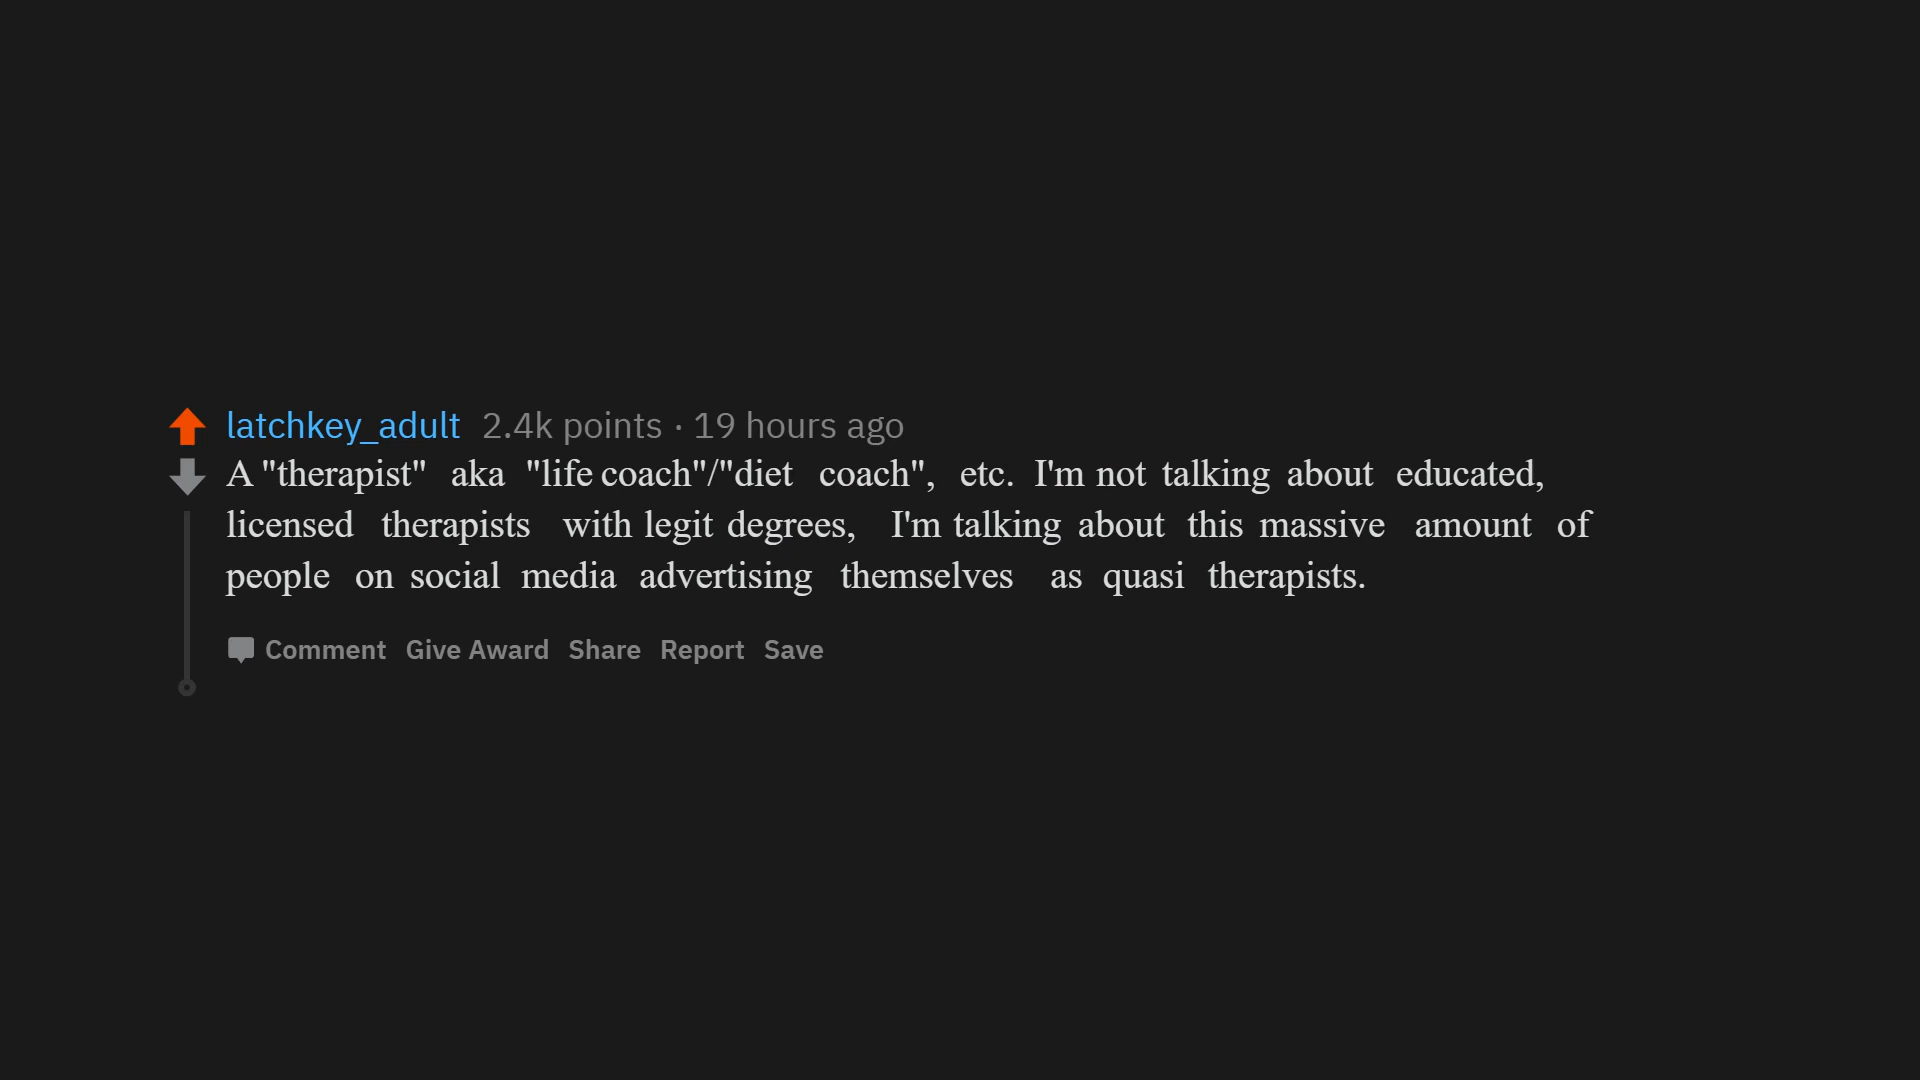 latchkey_adult 2.4k points · 19 hours ago
A "therapist" aka "life coach"/"diet coach", etc. I'm not talking about educated,
licensed therapists with legit degrees, I'm talking about this massive amount of
people on social media advertising themselves as quasi therapists.
Comment Give Award Share Report Save